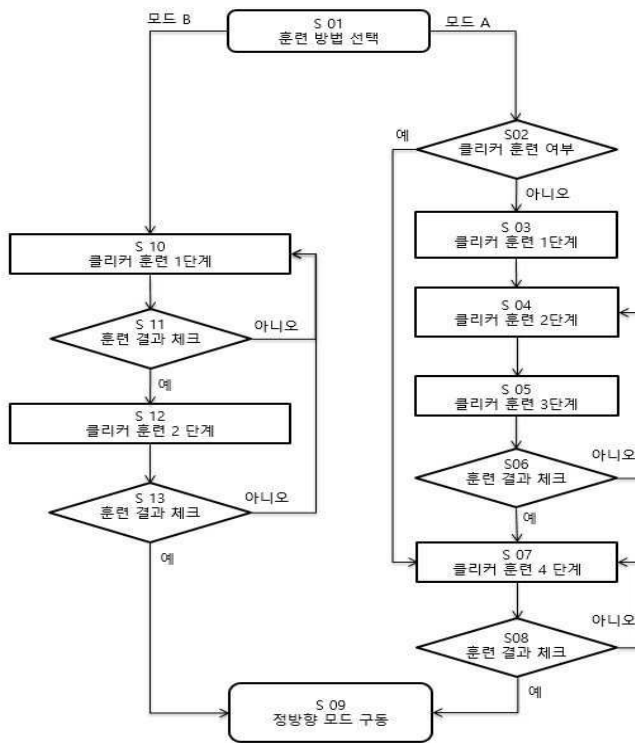 모드 B
S 01
훈련 방법 선택
모드 A
예
S02
클리커 훈련 여부
아니오
S 03
클리커 훈련 1단계
S 10
클리커 훈련 1단계
S 04
클리커 훈련 2단계
S 11
훈련 결과 체크
아니오
예
S 05
클리커 훈련 3단계
S 12
클리커 훈련 2 단계
S06
훈련 결과 체크
아니오
예
S 13
훈련 결과 체크
아니오
예
S 07
클리커 훈련 4 단계
S08
훈련 결과 체크
아니오
예
S 09
정방향 모드 구동